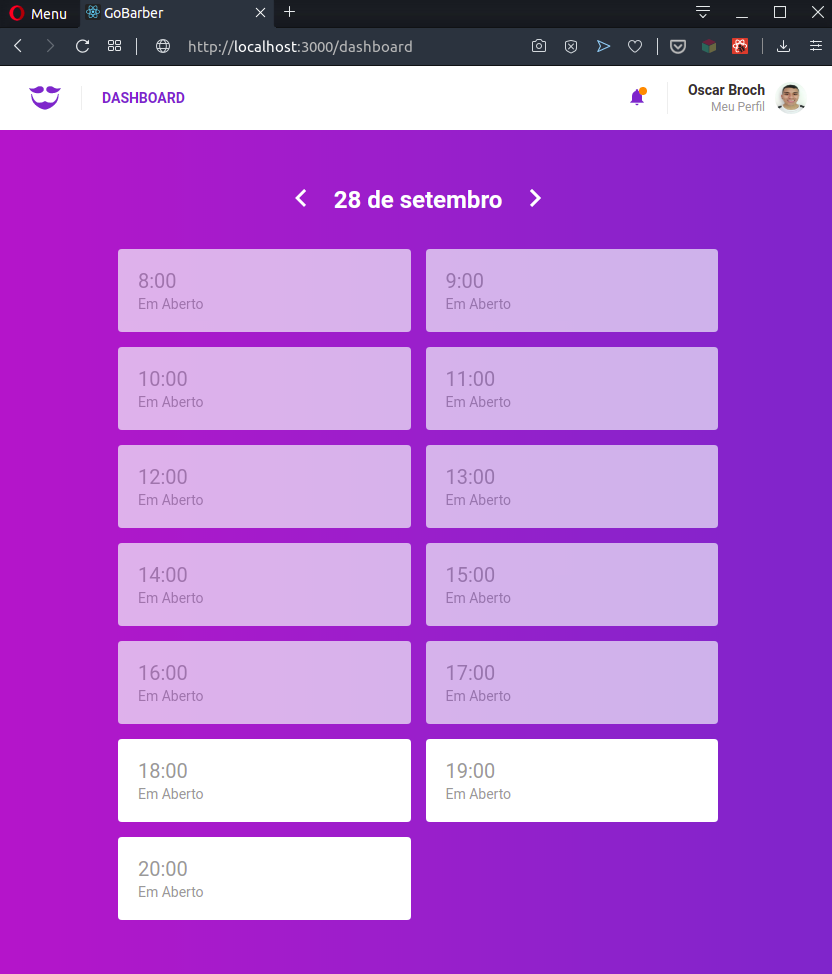 Menu
GoBarber
http://localhost:3000/dashboard
DASHBOARD
Oscar Broch
Meu Perfil
28 de setembro
8:00
Em Aberto
9:00
Em Aberto
10:00
Em Aberto
11:00
Em Aberto
12:00
Em Aberto
13:00
Em Aberto
14:00
Em Aberto
15:00
Em Aberto
16:00
Em Aberto
17:00
Em Aberto
18:00
Em Aberto
19:00
Em Aberto
20:00
Em Aberto